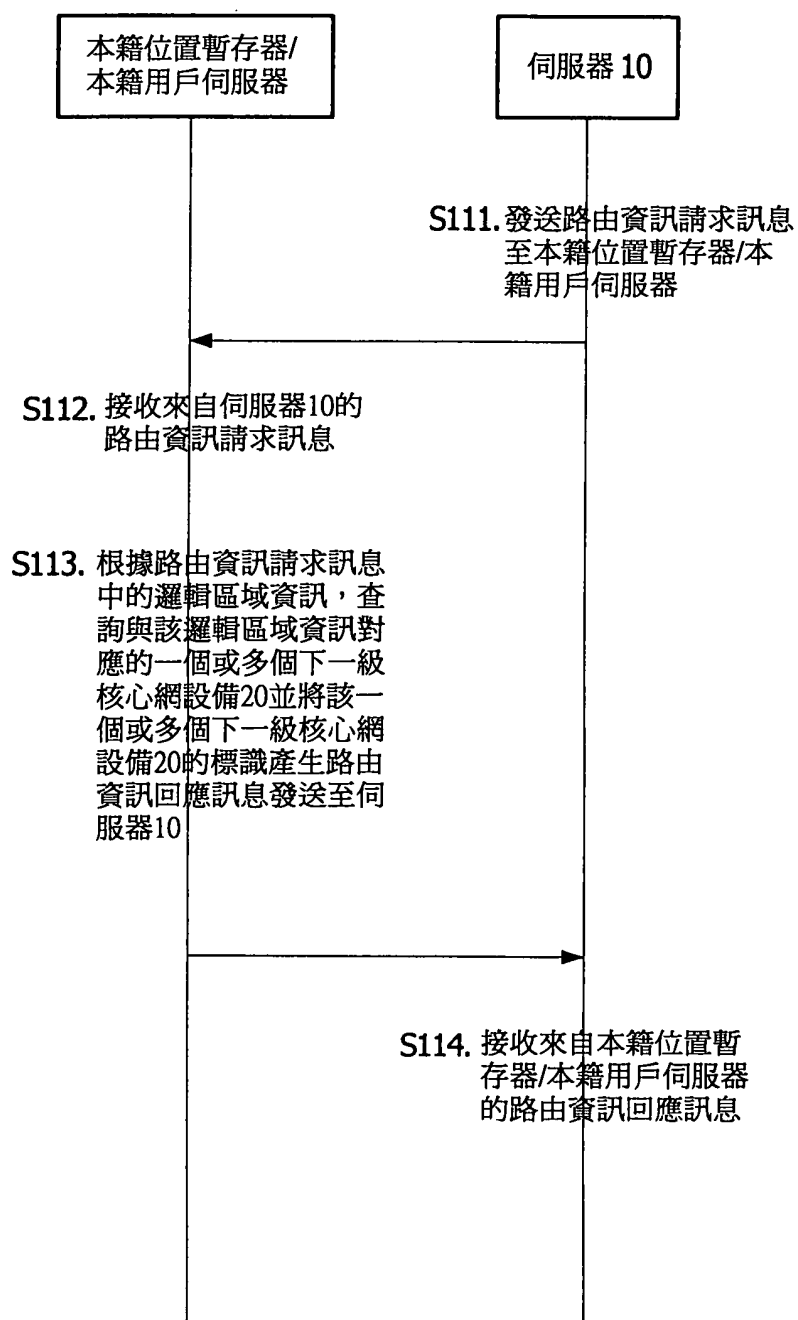 本籍位置暫存器/
本籍用戶伺服器
伺服器 10
S111. 發送路由資訊請求訊息
至本籍位置暫存器/本
籍用戶伺服器
S112. 接收來自伺服器10的
路由資訊請求訊息
S113. 根據路由資訊請求訊息
中的邏輯區域資訊，查
詢與該邏輯區域資訊對
應的一個或多個下一級
核心網設備20並將該一
個或多個下一級核心網
設備20的標識產生路由
資訊回應訊息發送至伺
服器10
S114. 接收來自本籍位置暫
存器/本籍用戶伺服器
的路由資訊回應訊息